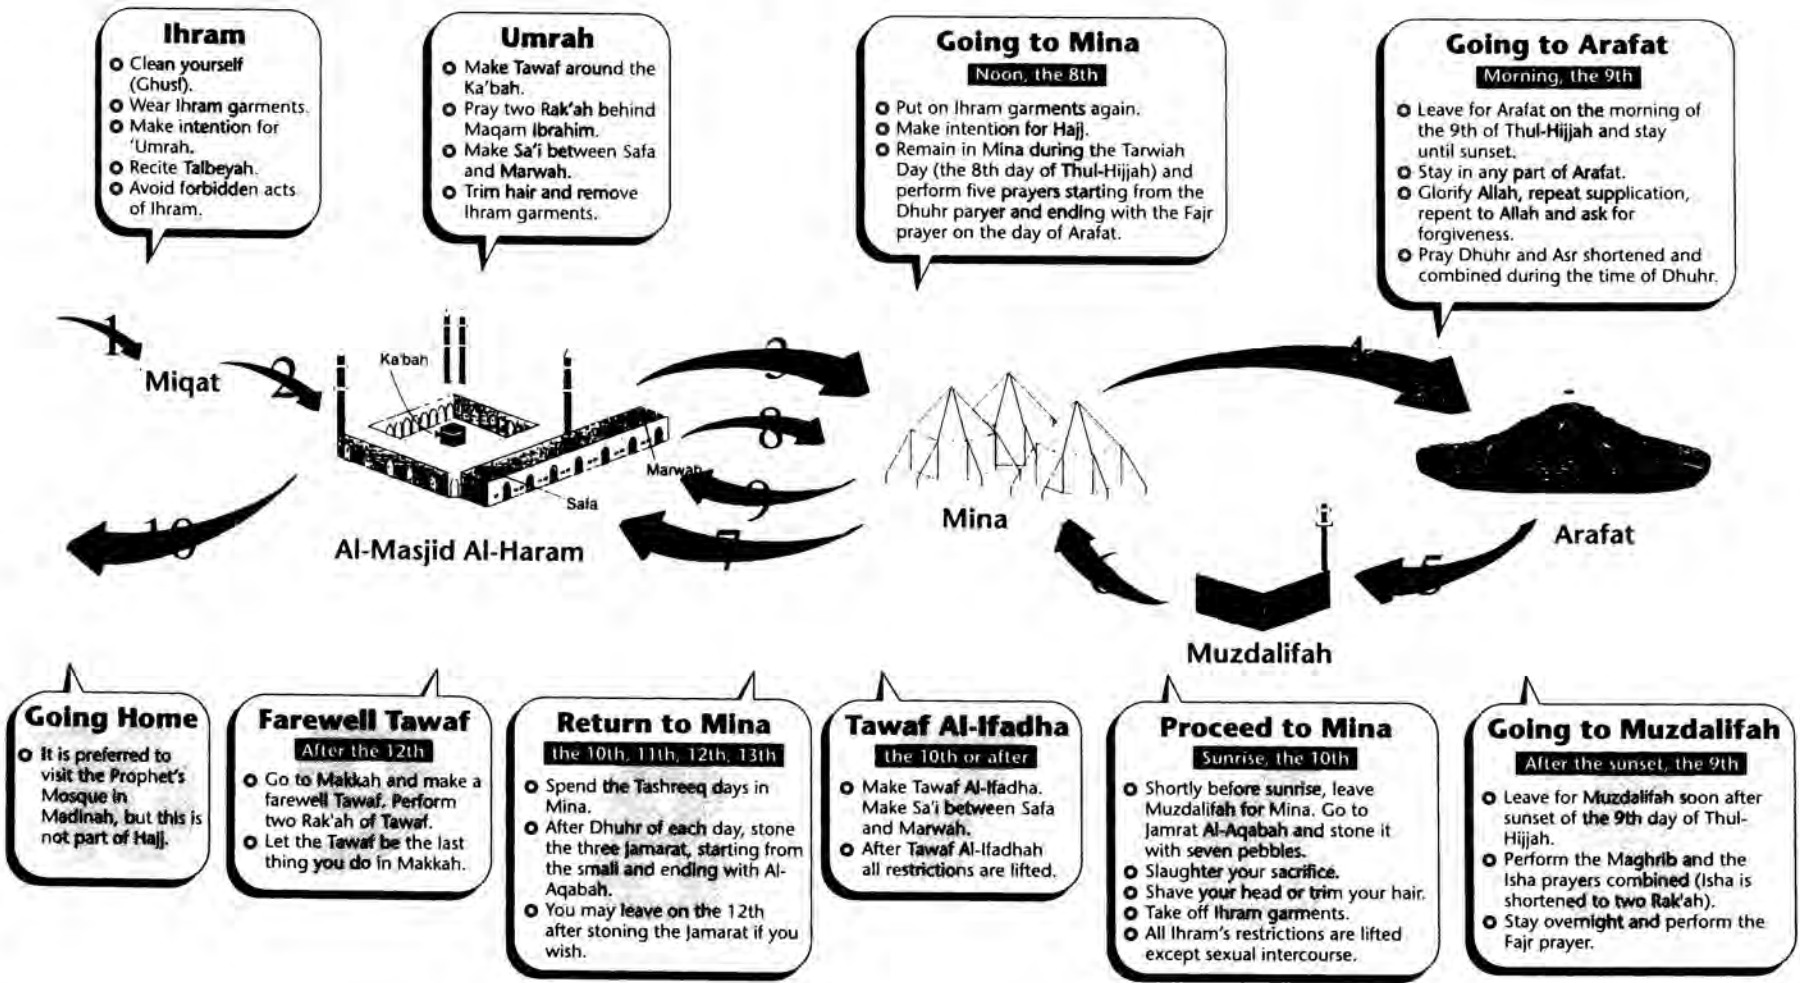 Ihram
Clean yourself
(Ghusl).
Wear Ihram garments.
Make intention for
'Umrah.
Recite Talbeyah.
Avoid forbidden acts
of Ihram.
Umrah
Make Tawaf around the
Ka'bah.
Pray two Rak'ah behind
Maqam Ibrahim.
Make Sa'i between Safa
and Marwah.
Trim hair and remove
Ihram garments.
Going to Mina
Noon, the 8th
Put on Ihram garments again.
Make intention for Hajj.
Remain in Mina during the Tarwiah
Day (the 8th day of Thul-Hijjah) and
perform five prayers starting from the
Dhuhr paryer and ending with the Fajr
prayer on the day of Arafat.
Going to Arafat
Morning, the 9th
Leave for Arafat on the morning of
the 9th of Thul-Hijjah and stay
until sunset.
Stay in any part of Arafat.
Glorify Allah, repeat supplication,
repent to Allah and ask for
forgiveness.
Pray Dhuhr and Asr shortened and
combined during the time of Dhuhr.
1
Miqat
2
Ka'bah
Marwah
Safa
Al-Masjid Al-Haram
3
8
9
7
10
Mina
4
Arafat
5
6
Muzdalifah
Going Home
It is preferred to
visit the Prophet's
Mosque in
Madinah, but this is
not part of Hajj.
Farewell Tawaf
After the 12th
Go to Makkah and make a
farewell Tawaf. Perform
two Rak'ah of Tawaf.
Let the Tawaf be the last
thing you do in Makkah.
Return to Mina
the 10th, 11th, 12th, 13th
Spend the Tashreeq days in
Mina.
After Dhuhr of each day, stone
the three Jamarat, starting from
the small and ending with Al-
Aqabah.
You may leave on the 12th
after stoning the Jamarat if you
wish.
Tawaf Al-Ifadha
the 10th or after
Make Tawaf Al-Ifadha.
Make Sa'i between Safa
and Marwah.
After Tawaf Al-Ifadhah
all restrictions are lifted.
Proceed to Mina
Sunrise, the 10th
Shortly before sunrise, leave
Muzdalifah for Mina. Go to
Jamrat Al-Aqabah and stone it
with seven pebbles.
Slaughter your sacrifice.
Shave your head or trim your hair.
Take off Ihram garments.
All Ihram's restrictions are lifted
except sexual intercourse.
Going to Muzdalifah
After the sunset, the 9th
Leave for Muzdalifah soon after
sunset of the 9th day of Thul-
Hijjah.
Perform the Maghrib and the
Isha prayers combined (Isha is
shortened to two Rak'ah).
Stay overnight and perform the
Fajr prayer.